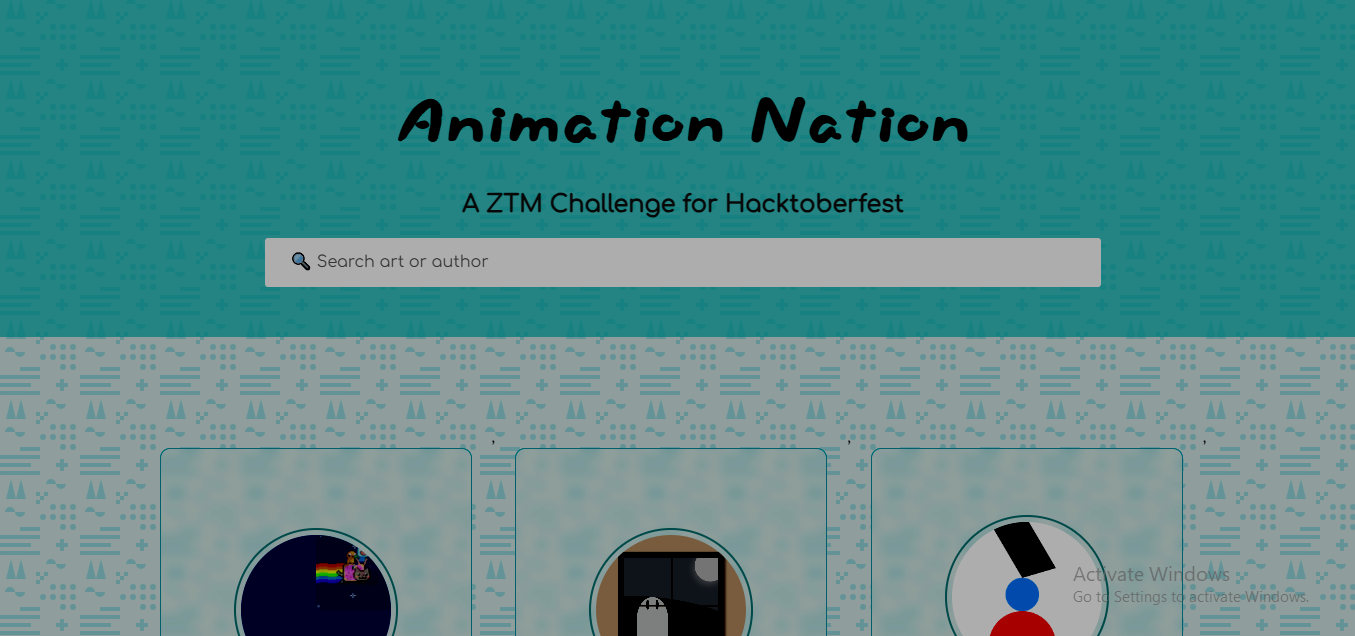 Animation Nation
A ZTM Challenge for Hacktoberfest
🔍 Search art or author
, , ,
Activate Windows
Go to Settings to activate Windows.